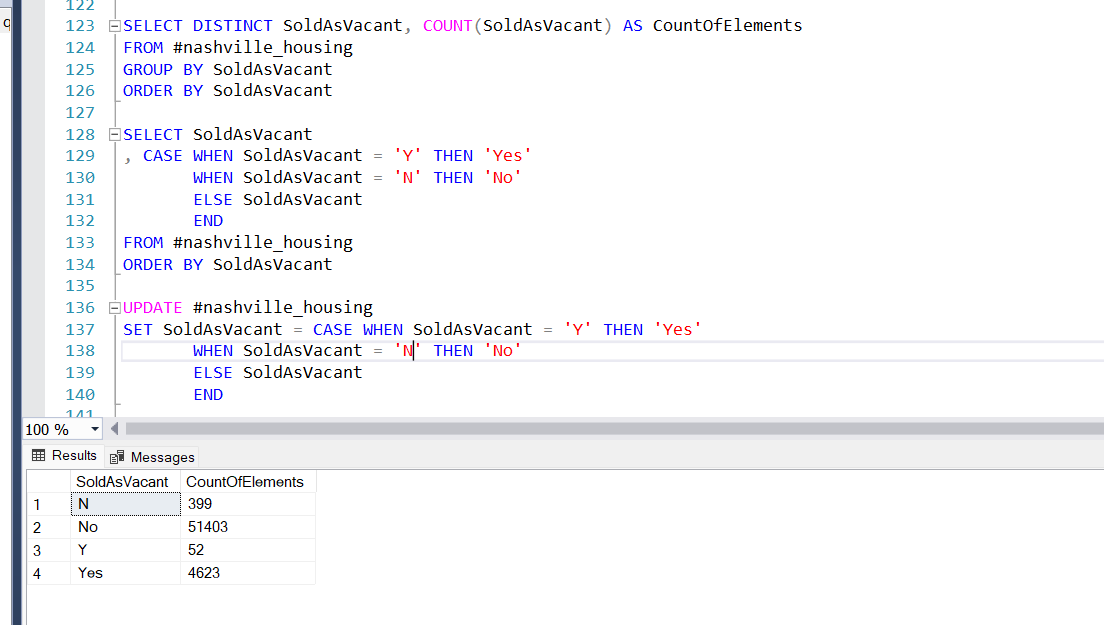 122
q
123 SELECT DISTINCT SoldAsVacant, COUNT(SoldAsVacant) AS CountOfElements
124 FROM #nashville_housing
125 GROUP BY SoldAsVacant
126 ORDER BY SoldAsVacant
127
128 SELECT SoldAsVacant
129 , CASE WHEN SoldAsVacant = 'Y' THEN 'Yes'
130 WHEN SoldAsVacant = 'N' THEN 'No'
131 ELSE SoldAsVacant
132 END
133 FROM #nashville_housing
134 ORDER BY SoldAsVacant
135
136 UPDATE #nashville_housing
137 SET SoldAsVacant = CASE WHEN SoldAsVacant = 'Y' THEN 'Yes'
138 WHEN SoldAsVacant = 'N' THEN 'No'
139 ELSE SoldAsVacant
140 END
141
100 %
Results Messages
SoldAsVacant CountOfElements
1 N 399
2 No 51403
3 Y 52
4 Yes 4623